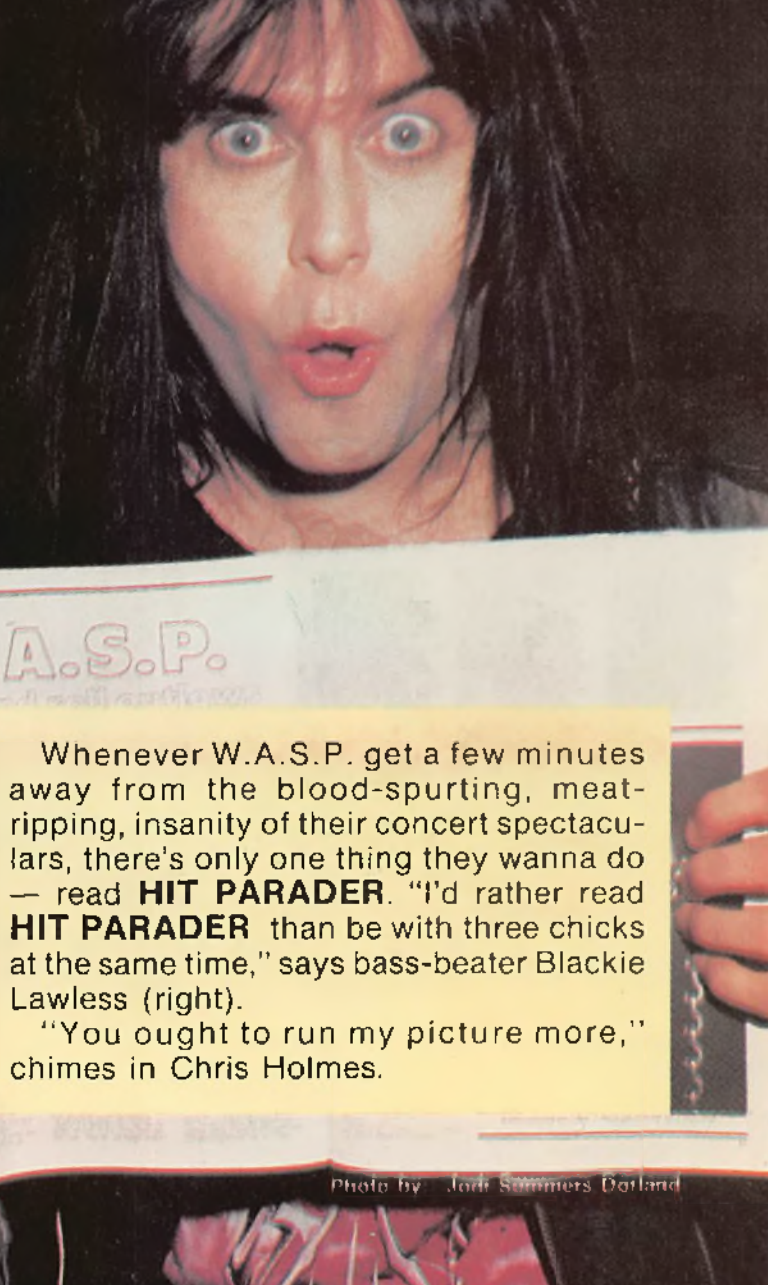 A.S.P.
Whenever W.A.S.P. get a few minutes
away from the blood-spurting, meat-
ripping, insanity of their concert spectacu-
lars, there's only one thing they wanna do
— read HIT PARADER. "I'd rather read
HIT PARADER than be with three chicks
at the same time," says bass-beater Blackie
Lawless (right).
"You ought to run my picture more,"
chimes in Chris Holmes.
Photo by Jodi Summers Dorland